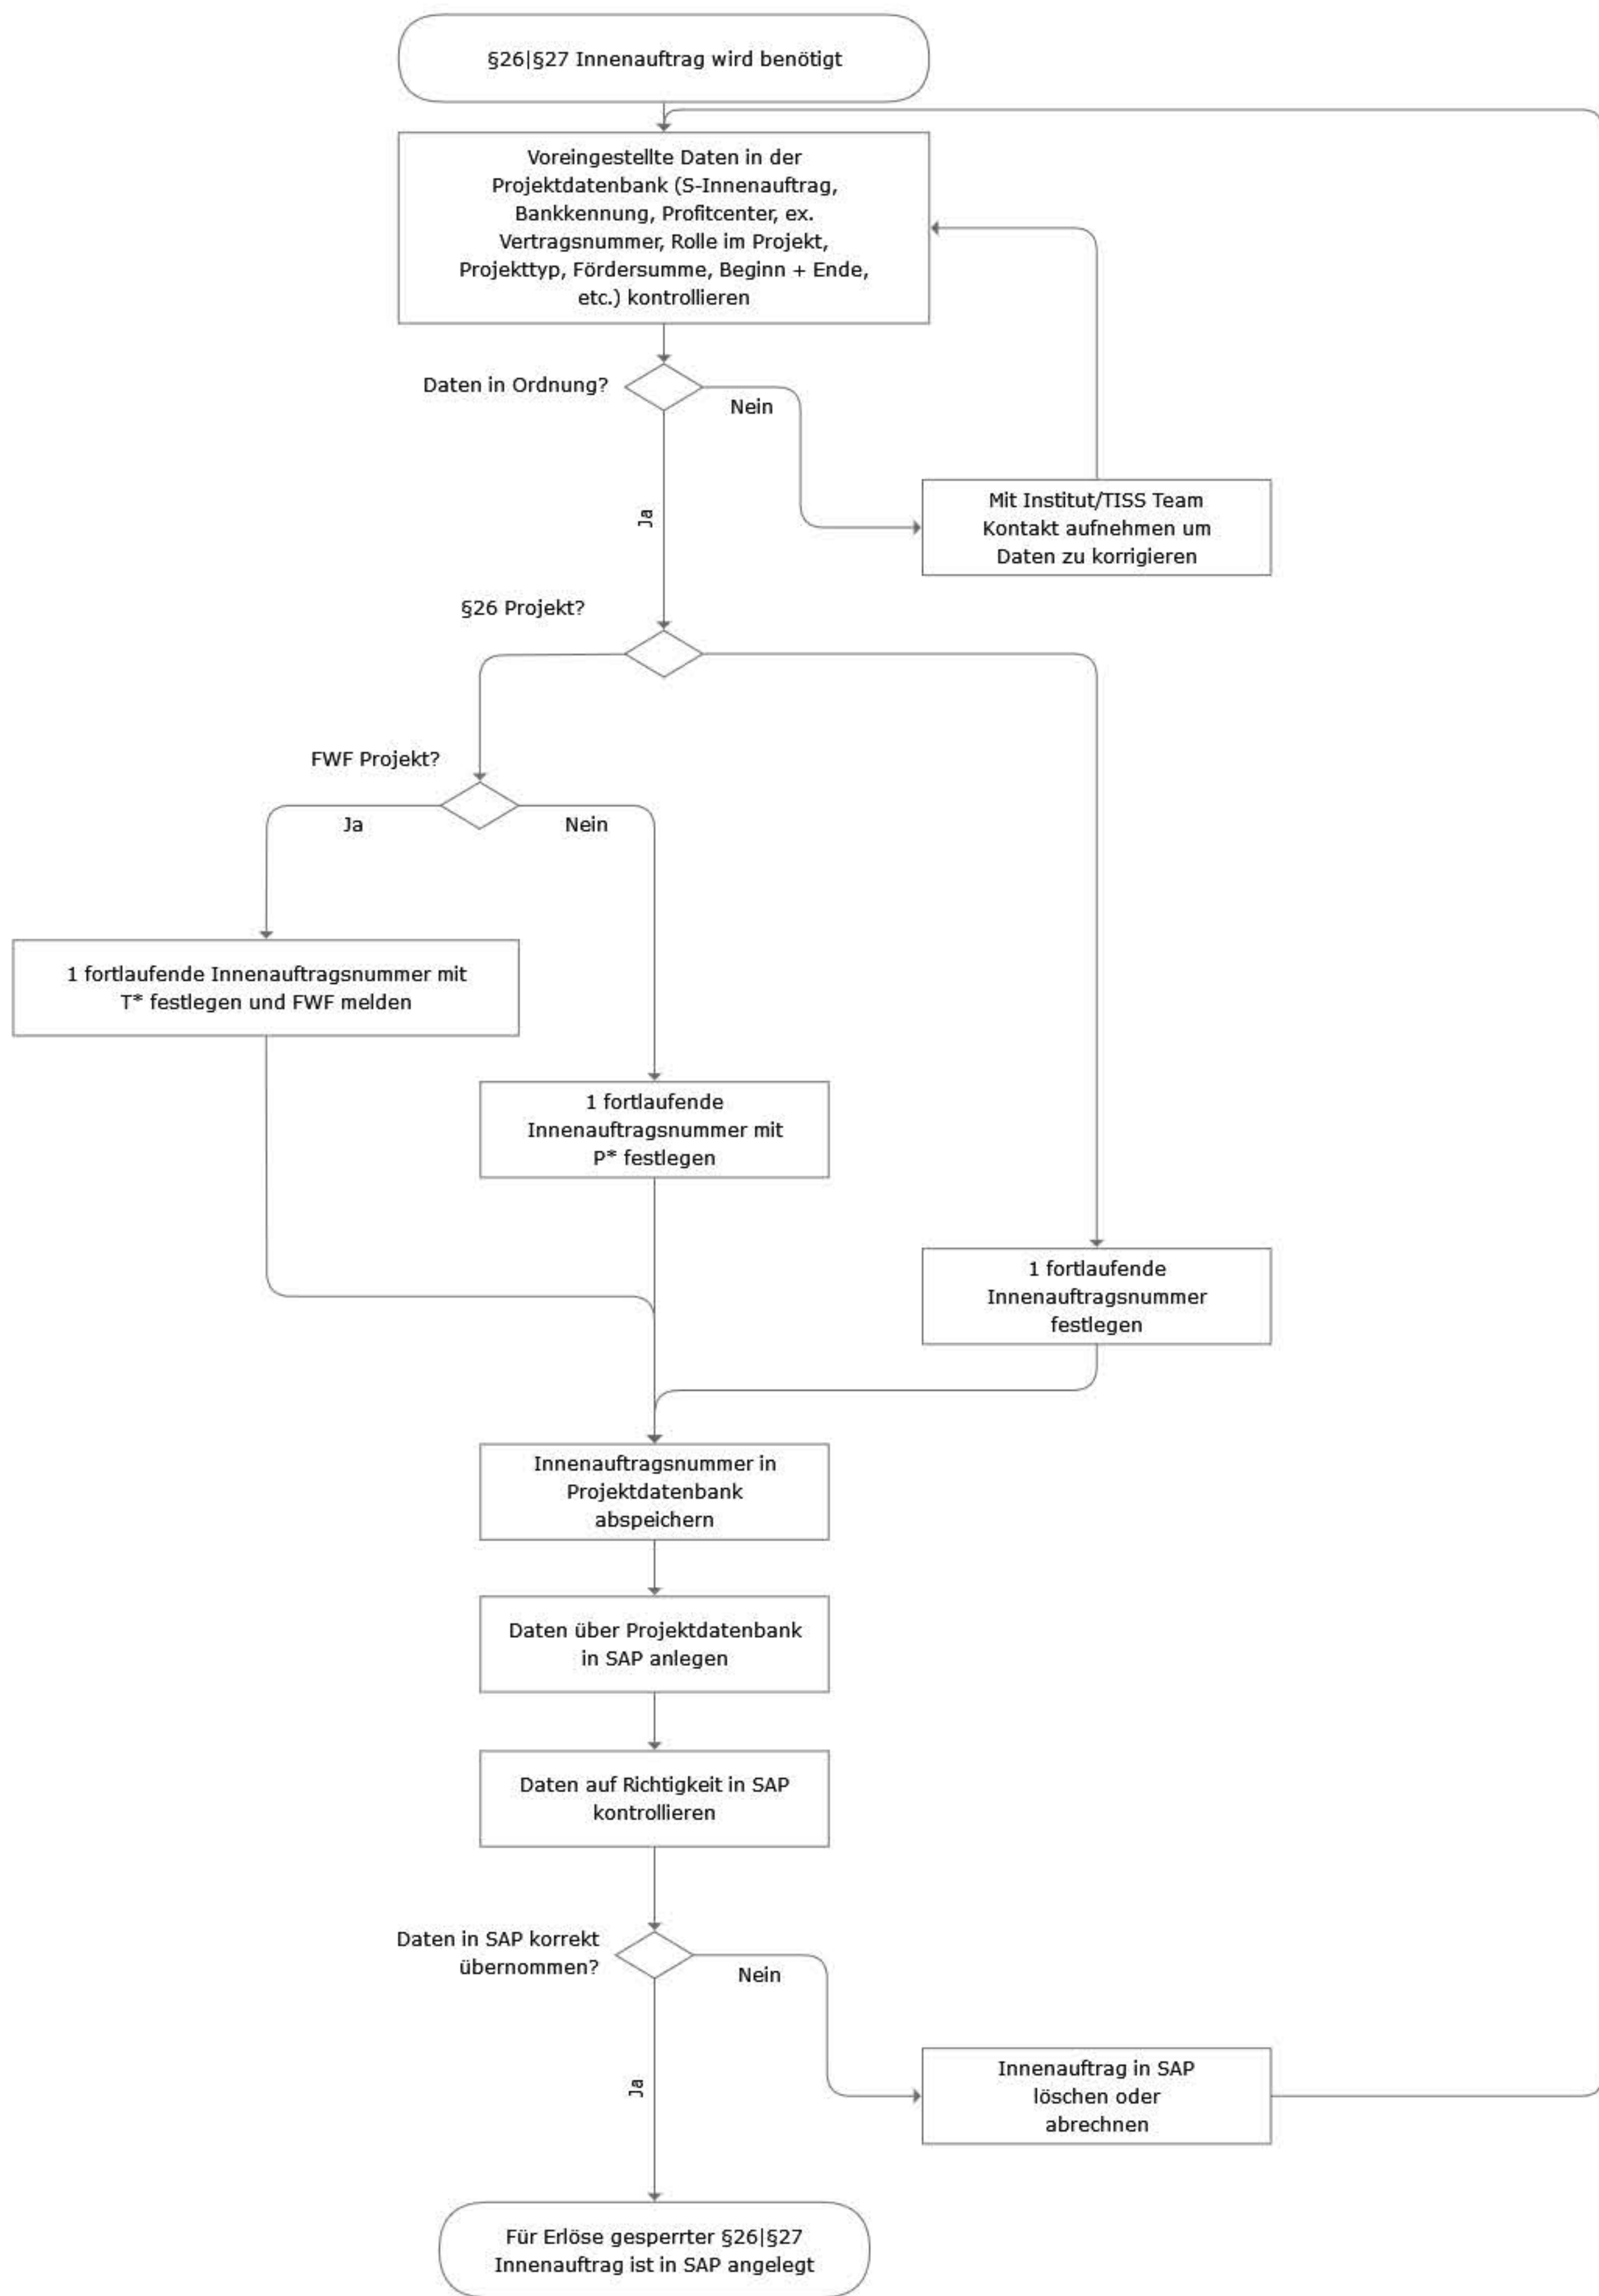 §26|§27 Innenauftrag wird benötigt
Voreingestellte Daten in der
Projektdatenbank (S-Innenauftrag,
Bankkennung, Profitcenter, ex.
Vertragsnummer, Rolle im Projekt,
Projekttyp, Fördersumme, Beginn + Ende,
etc.) kontrollieren
Daten in Ordnung?
Nein
Mit Institut/TISS Team
Kontakt aufnehmen um
Daten zu korrigieren
Ja
§26 Projekt?
FWF Projekt?
Ja
Nein
1 fortlaufende Innenauftragsnummer mit
T* festlegen und FWF melden
1 fortlaufende
Innenauftragsnummer mit
P* festlegen
1 fortlaufende
Innenauftragsnummer
festlegen
Innenauftragsnummer in
Projektdatenbank
abspeichern
Daten über Projektdatenbank
in SAP anlegen
Daten auf Richtigkeit in SAP
kontrollieren
Daten in SAP korrekt
übernommen?
Nein
Innenauftrag in SAP
löschen oder
abrechnen
Ja
Für Erlöse gesperrter §26|§27
Innenauftrag ist in SAP angelegt